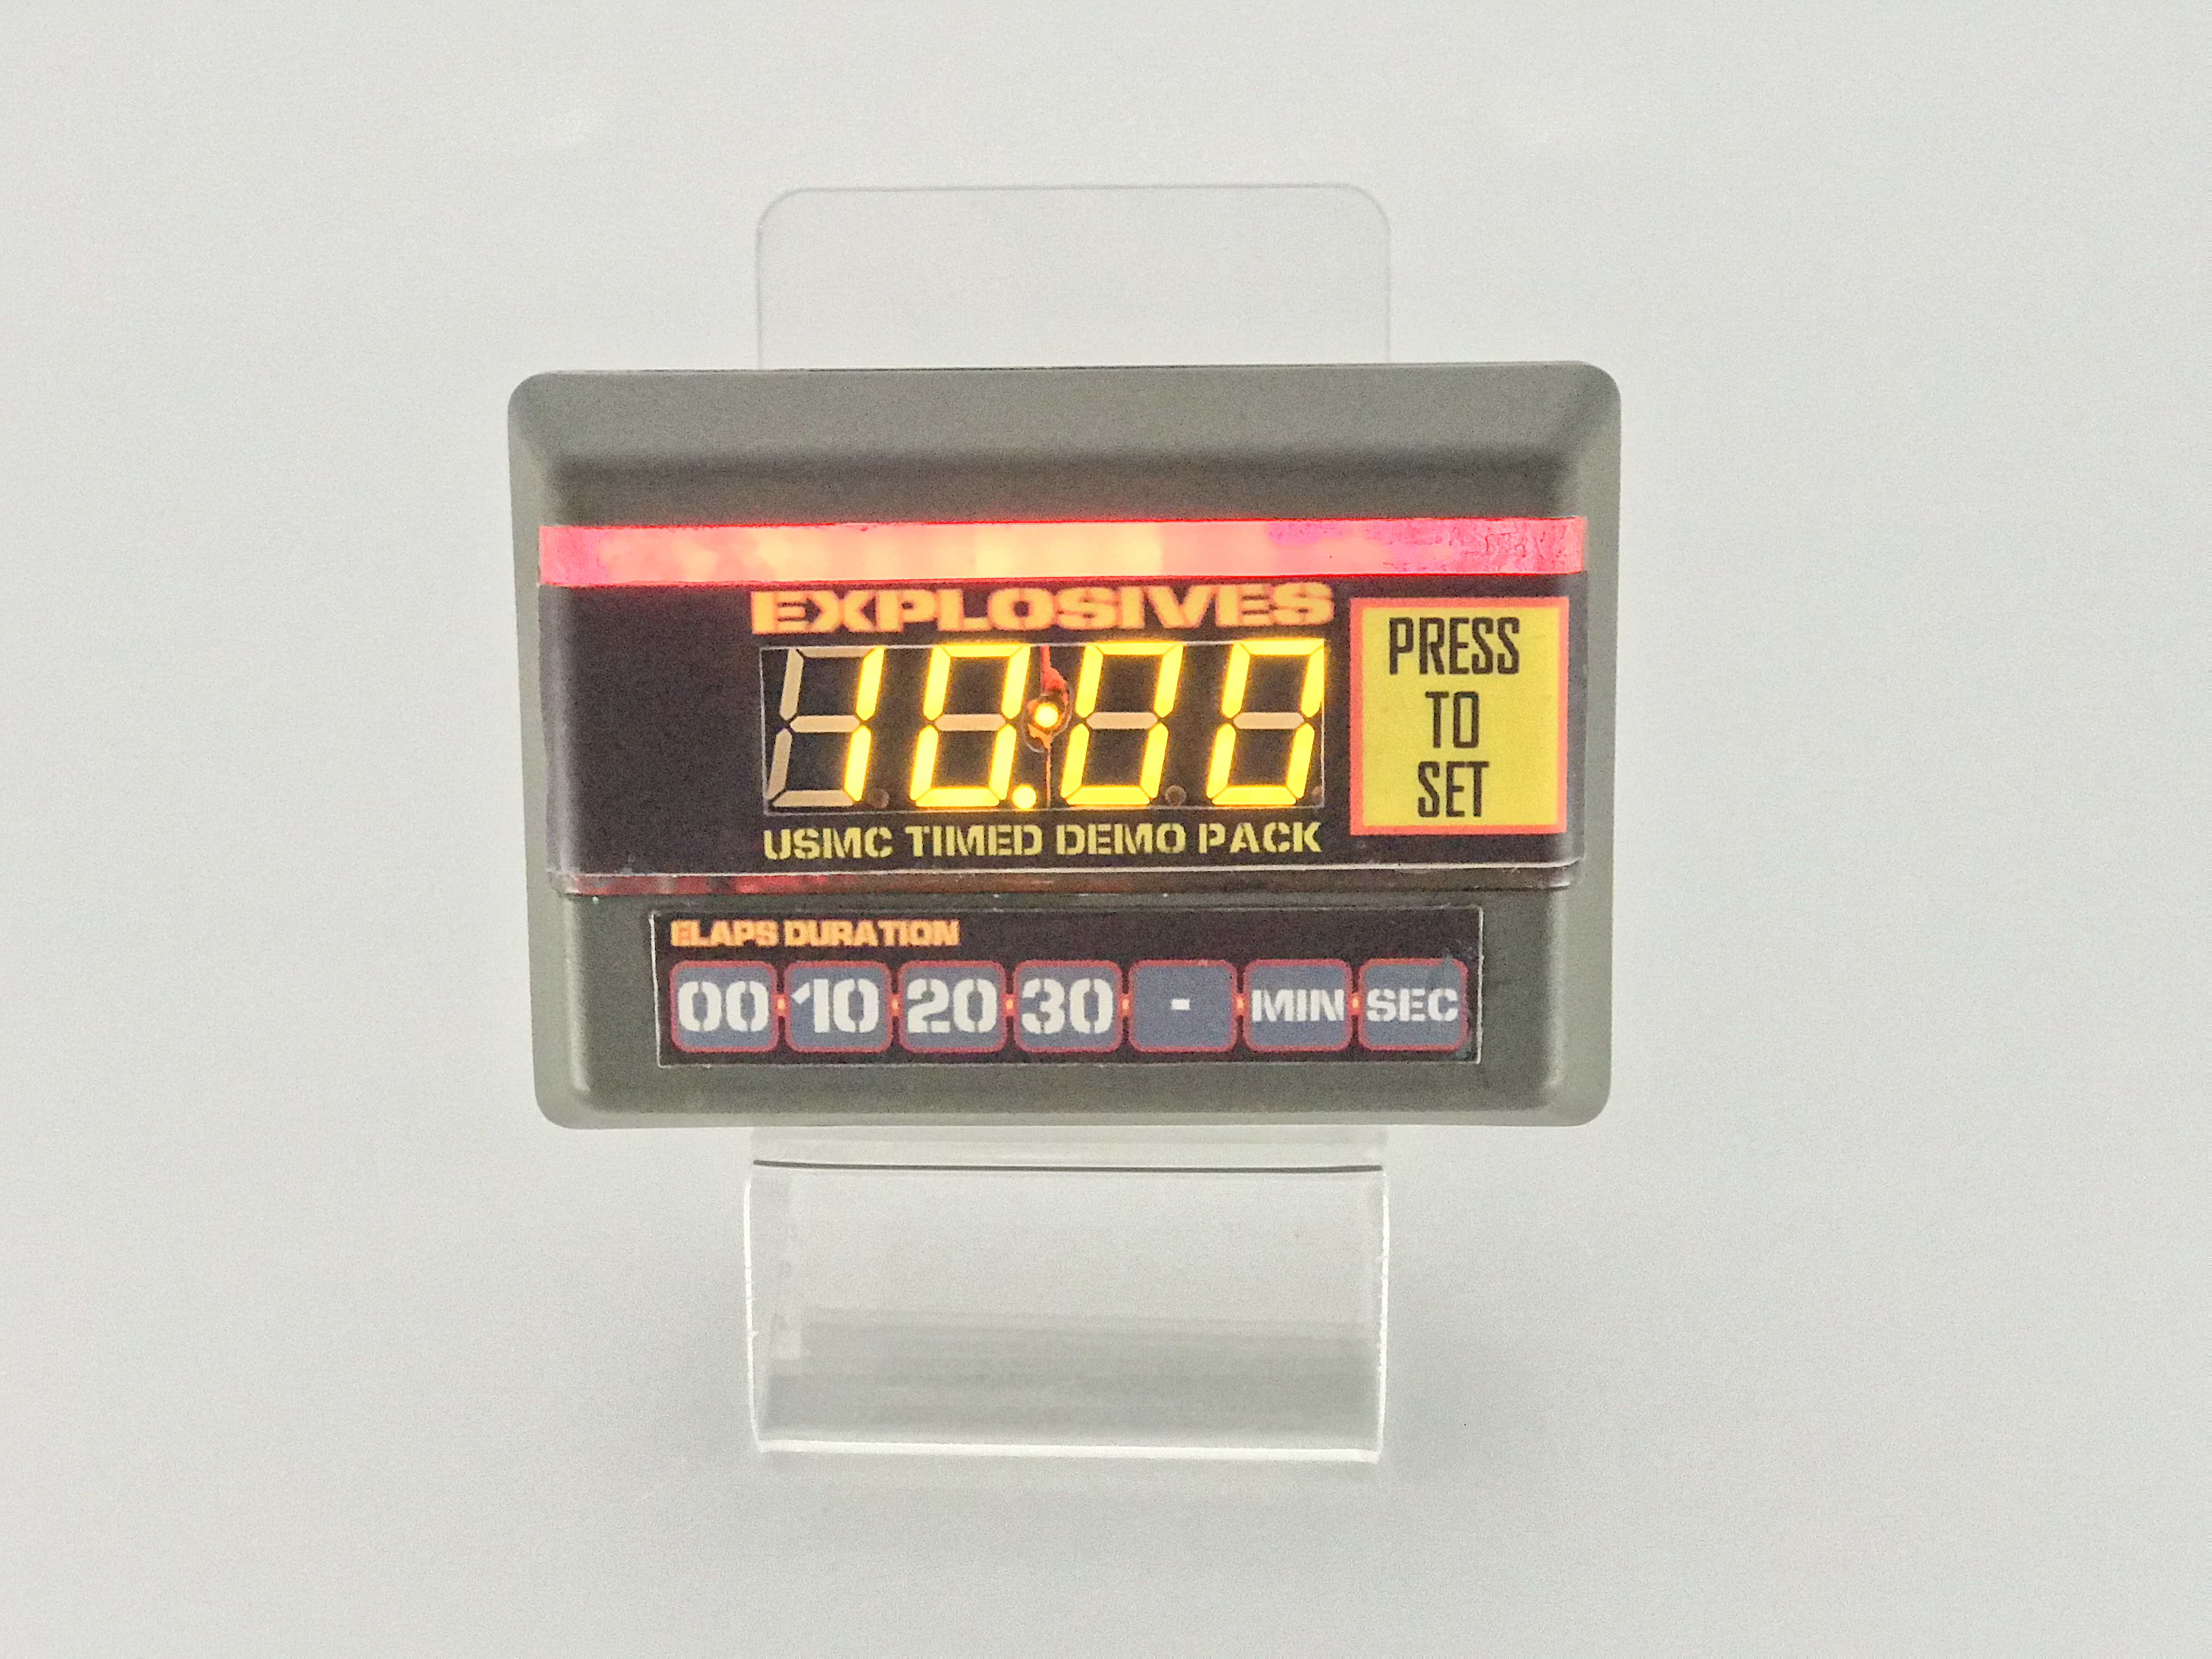 EXPLOSIVES
10:00
PRESS
TO
SET
USMC TIMED DEMO PACK
ELAPS DURATION
00 10 20 30 - MIN SEC